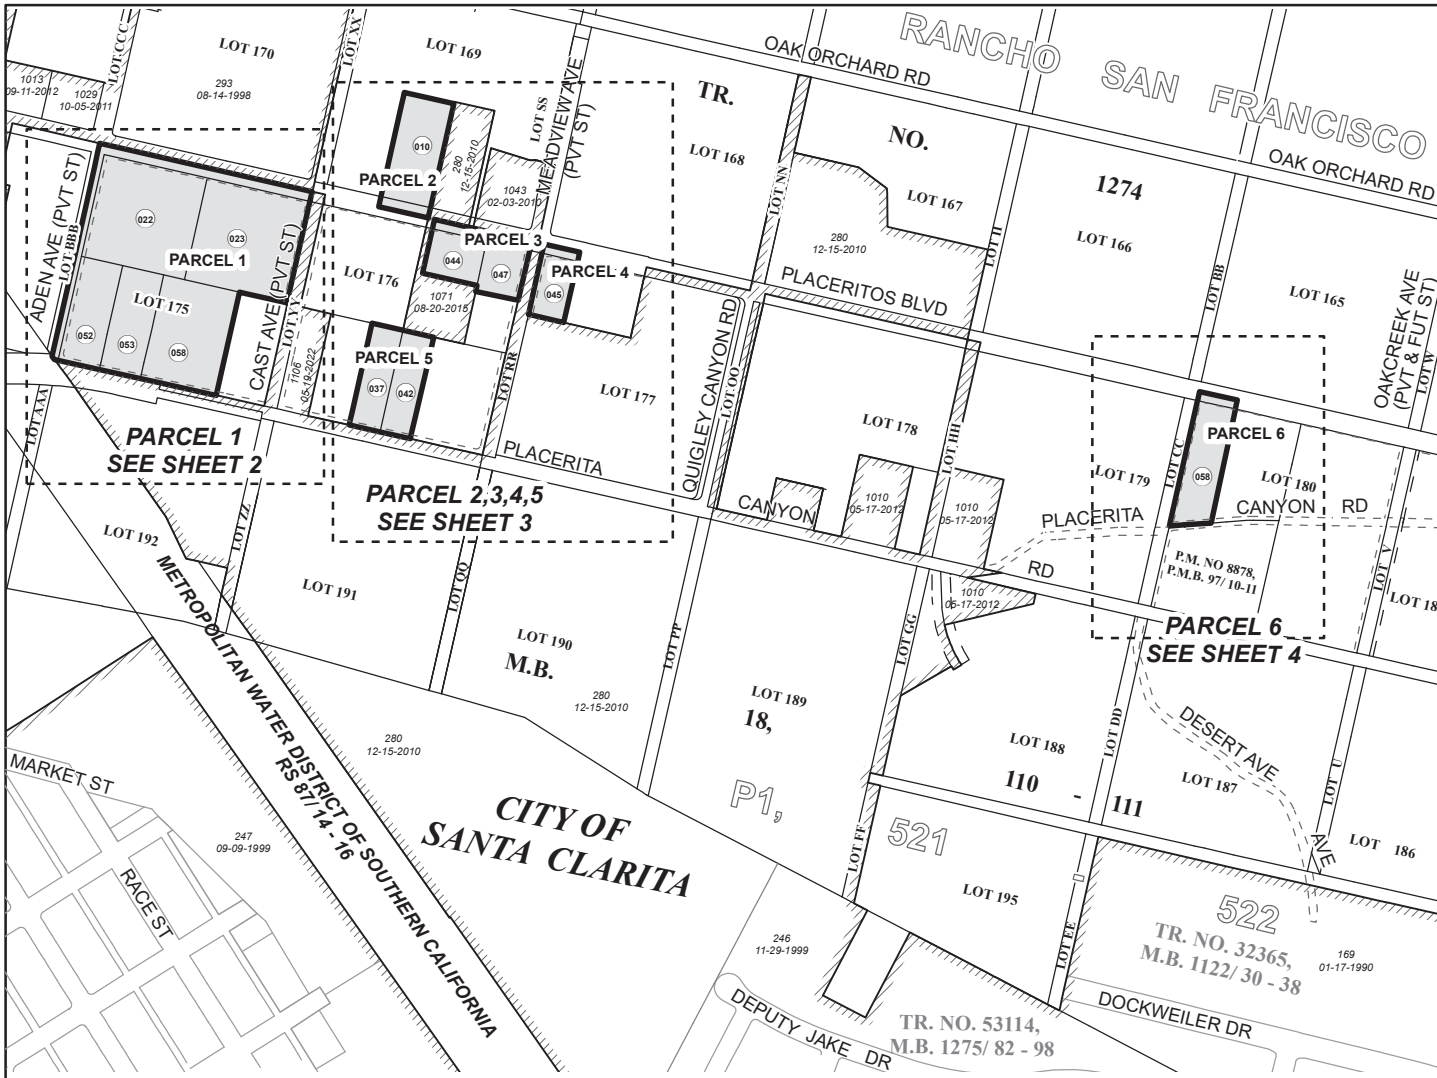 RANCHO SAN FRANCISCO
OAK ORCHARD RD
OAK ORCHARD RD
LOT CCC
LOT 170
293
08-14-1998
LOT XX
LOT 169
1013
09-11-2012
1029
10-05-2011
LOT SS
MEADVIEW AVE
(PVT ST)
TR.
NO.
1274
LOT 168
LOT NN
LOT 167
LOT II
LOT 166
LOT BB
LOT 165
280
12-15-2010
010
PARCEL 2
280
12-15-2010
1043
02-03-2010
ADEN AVE (PVT ST)
LOT BBB
022
023
PARCEL 1
LOT 175
052
053
058
CAST AVE (PVT ST)
LOT YY
LOT 176
PARCEL 3
044
047
PARCEL 4
045
1071
08-20-2015
1106
05-19-2022
PARCEL 5
037
042
LOT RR
LOT 177
PLACERITOS BLVD
QUIGLEY CANYON RD
LOT OO
LOT 178
LOT HH
OAKCREEK AVE
(PVT & FUT ST)
LOT W
LOT AAA
PARCEL 1
SEE SHEET 2
PLACERITA
CANYON
RD
PARCEL 2,3,4,5
SEE SHEET 3
1010
05-17-2012
1010
05-17-2012
1010
05-17-2012
LOT 179
LOT CC
PARCEL 6
058
LOT 180
PLACERITA
CANYON RD
P.M. NO 8878,
P.M.B. 97/ 10-11
PARCEL 6
SEE SHEET 4
LOT V
LOT 18
LOT 192
LOT ZZ
LOT 191
LOT QQ
LOT 190
M.B.
280
12-15-2010
LOT PP
LOT 189
18,
LOT GG
LOT 188
110 - 111
LOT DD
DESERT AVE
LOT 187
LOT U
AVE
LOT 186
METROPOLITAN WATER DISTRICT OF SOUTHERN CALIFORNIA
RS 87/ 14 - 16
280
12-15-2010
MARKET ST
247
09-09-1999
RACE ST
CITY OF
SANTA CLARITA
P1,
521
LOT FF
LOT 195
LOT EE
522
TR. NO. 32365,
M.B. 1122/ 30 - 38
169
01-17-1990
246
11-29-1999
DEPUTY JAKE DR
TR. NO. 53114,
M.B. 1275/ 82 - 98
DOCKWEILER DR